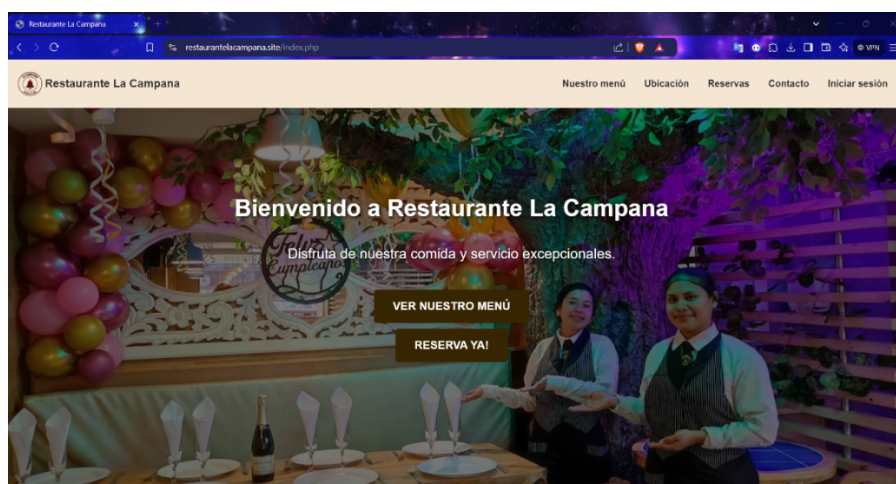 Restaurante La Campana
restaurantelacampana.site/index.php
VPN
Restaurante La Campana
Nuestro menú
Ubicación
Reservas
Contacto
Iniciar sesión
Bienvenido a Restaurante La Campana
Feliz
Cumpleaños
Disfruta de nuestra comida y servicio excepcionales.
VER NUESTRO MENÚ
RESERVA YA!